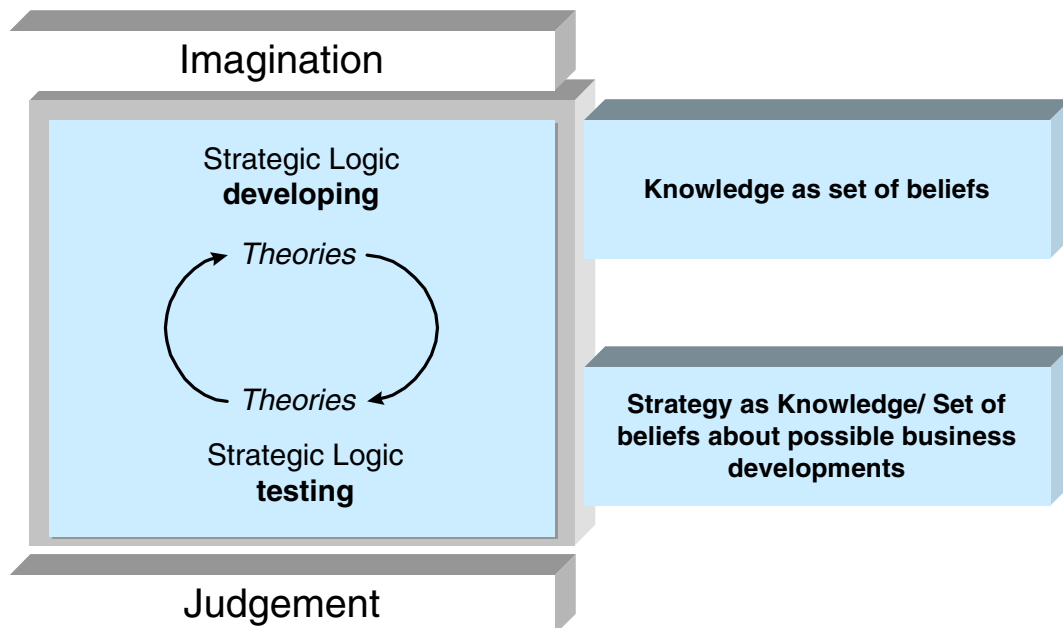 Imagination
Strategic Logic
developing
Theories
Theories
Strategic Logic
testing
Judgement
Knowledge as set of beliefs
Strategy as Knowledge/ Set of
beliefs about possible business
developments